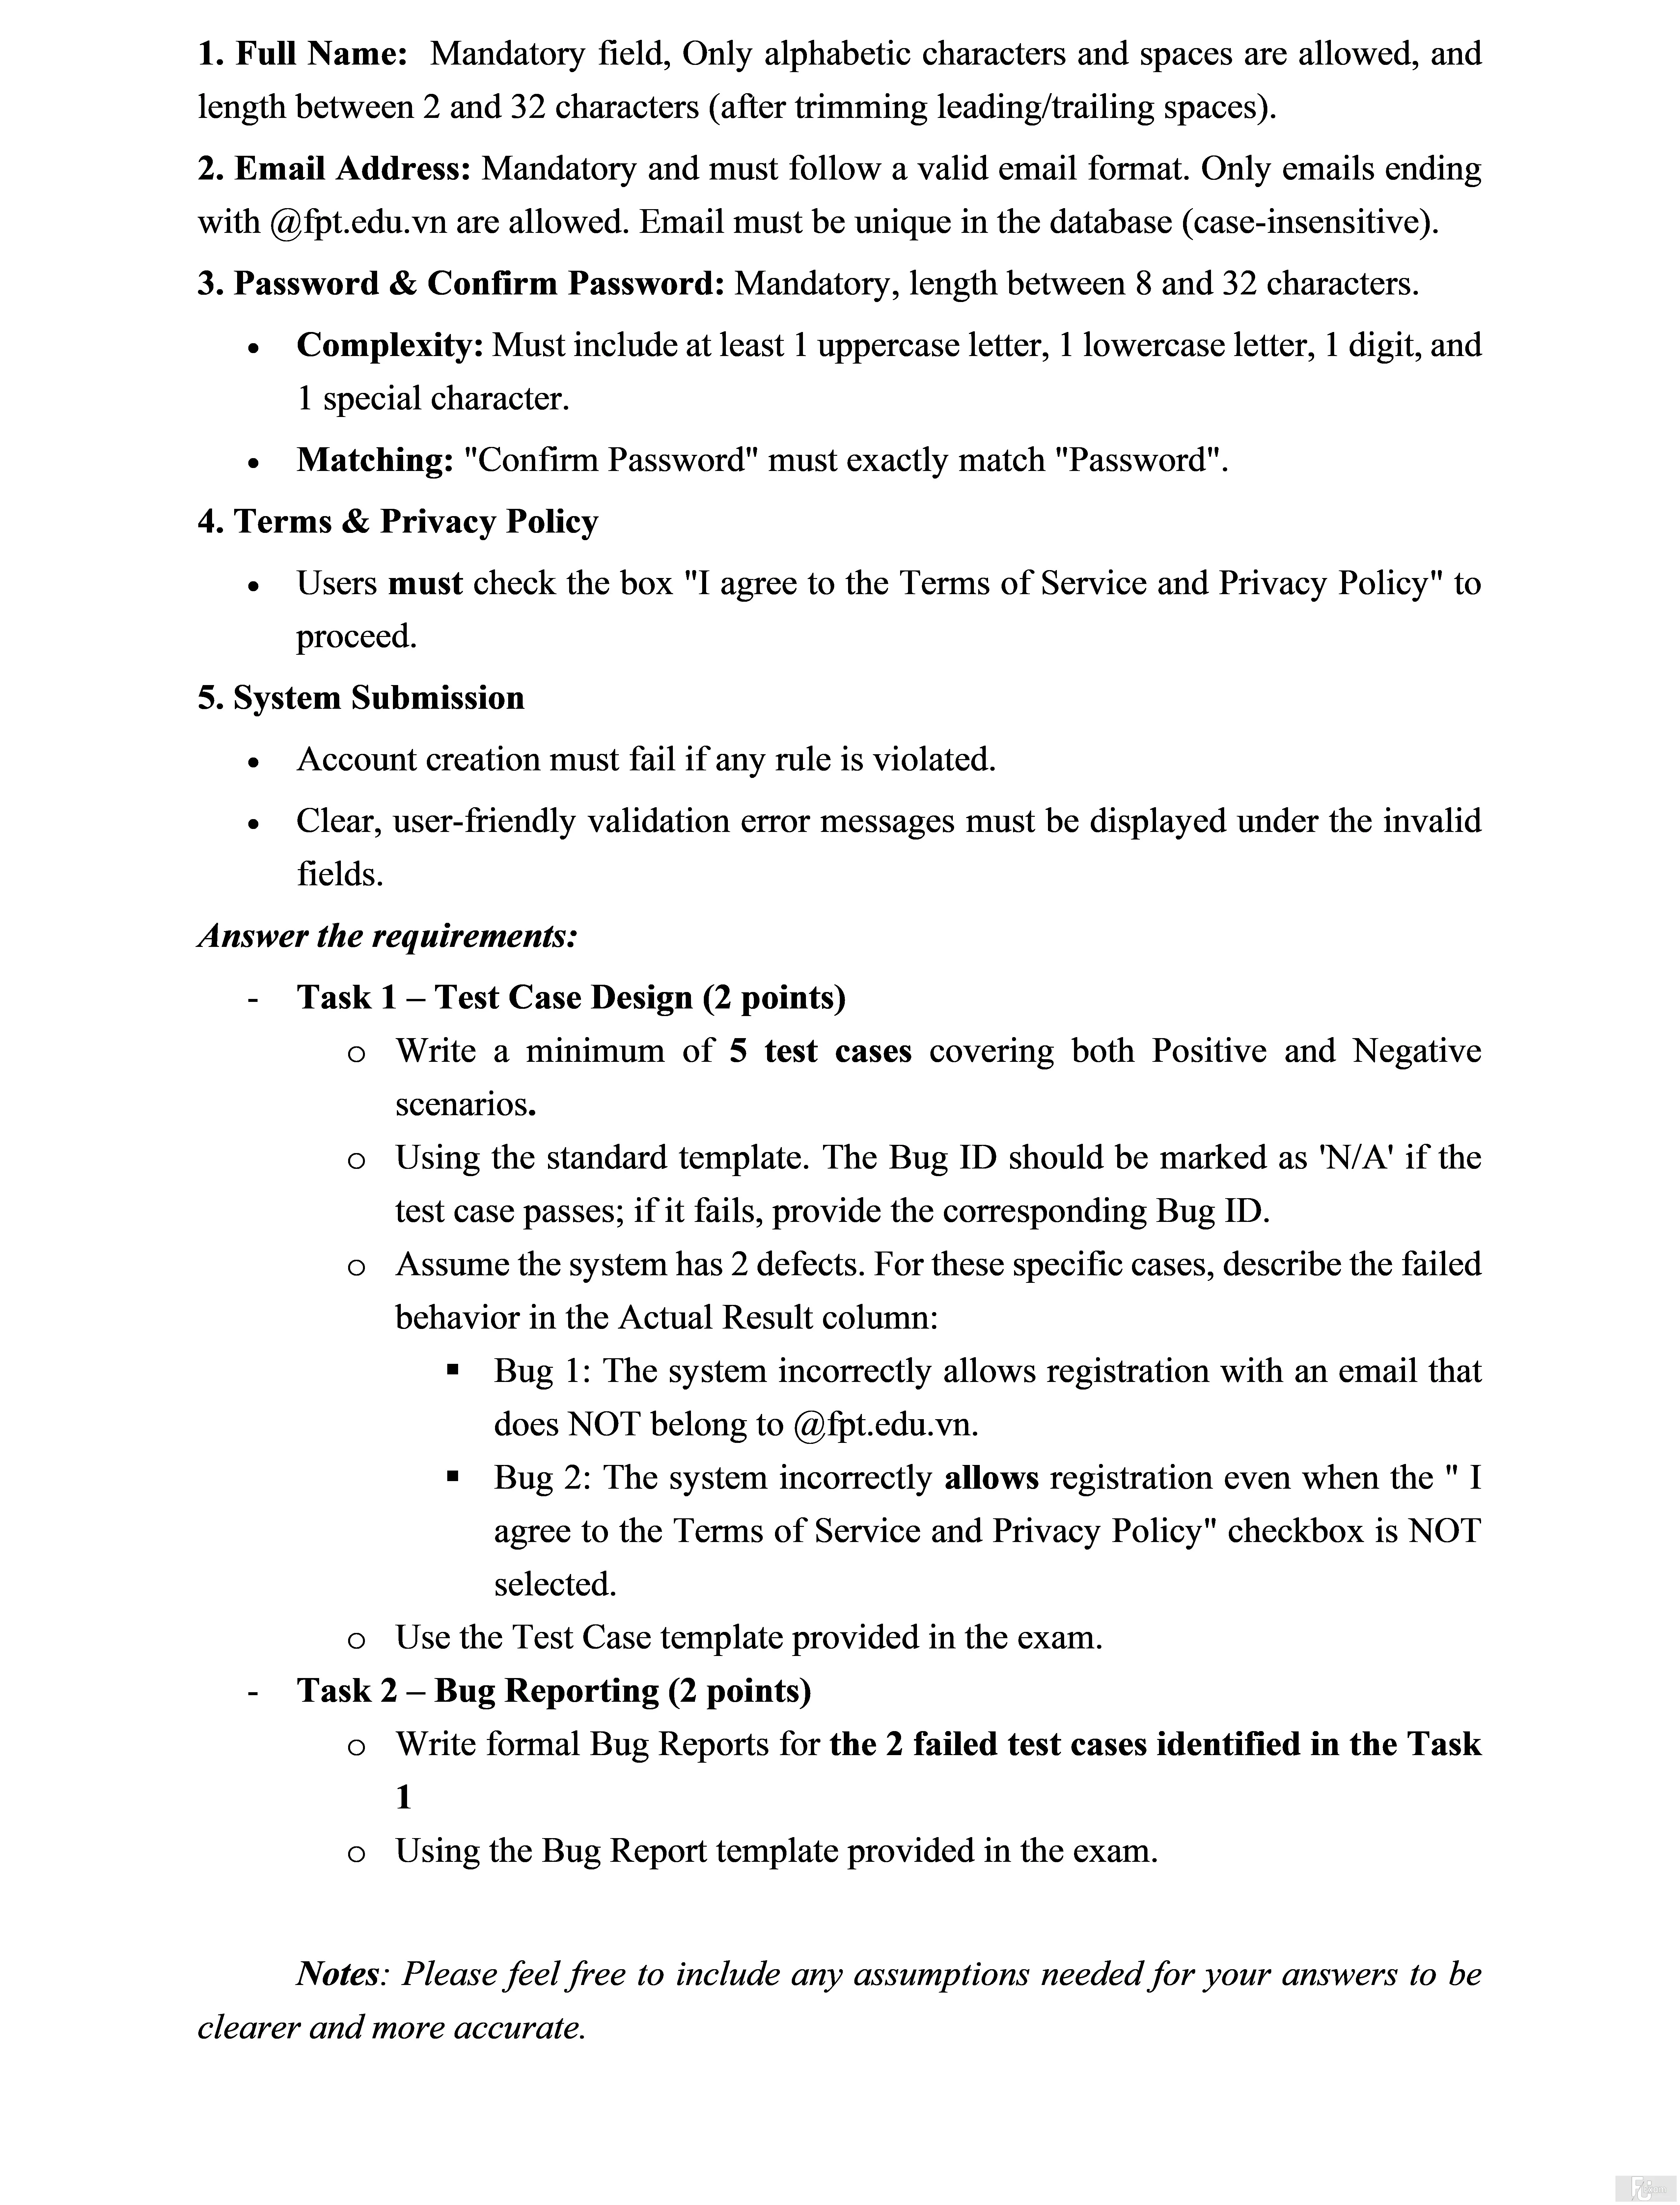 1. Full Name:  Mandatory field, Only alphabetic characters and spaces are allowed, and
length between 2 and 32 characters (after trimming leading/trailing spaces).
2. Email Address: Mandatory and must follow a valid email format. Only emails ending
with @fpt.edu.vn are allowed. Email must be unique in the database (case-insensitive).
3. Password & Confirm Password: Mandatory, length between 8 and 32 characters.
• Complexity: Must include at least 1 uppercase letter, 1 lowercase letter, 1 digit, and
1 special character.
• Matching: "Confirm Password" must exactly match "Password".
4. Terms & Privacy Policy
• Users must check the box "I agree to the Terms of Service and Privacy Policy" to
proceed.
5. System Submission
• Account creation must fail if any rule is violated.
• Clear, user-friendly validation error messages must be displayed under the invalid
fields.
Answer the requirements:
- Task 1 – Test Case Design (2 points)
o Write a minimum of 5 test cases covering both Positive and Negative
scenarios.
o Using the standard template. The Bug ID should be marked as 'N/A' if the
test case passes; if it fails, provide the corresponding Bug ID.
o Assume the system has 2 defects. For these specific cases, describe the failed
behavior in the Actual Result column:
▪ Bug 1: The system incorrectly allows registration with an email that
does NOT belong to @fpt.edu.vn.
▪ Bug 2: The system incorrectly allows registration even when the " I
agree to the Terms of Service and Privacy Policy" checkbox is NOT
selected.
o Use the Test Case template provided in the exam.
- Task 2 – Bug Reporting (2 points)
o Write formal Bug Reports for the 2 failed test cases identified in the Task
1
o Using the Bug Report template provided in the exam.
Notes: Please feel free to include any assumptions needed for your answers to be
clearer and more accurate.